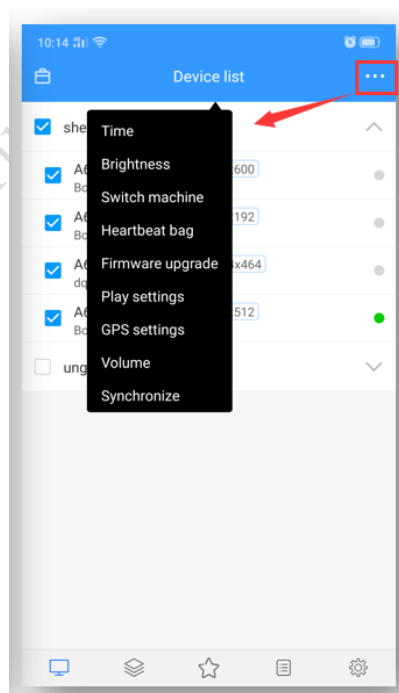 10:14
Device list
she
Time
A6
:600
Brightness
Bo
Switch machine
A6
:192
Heartbeat bag
Bo
Firmware upgrade
A6
x464
dq
Play settings
A6
:512
GPS settings
Bo
Volume
ung
Synchronize